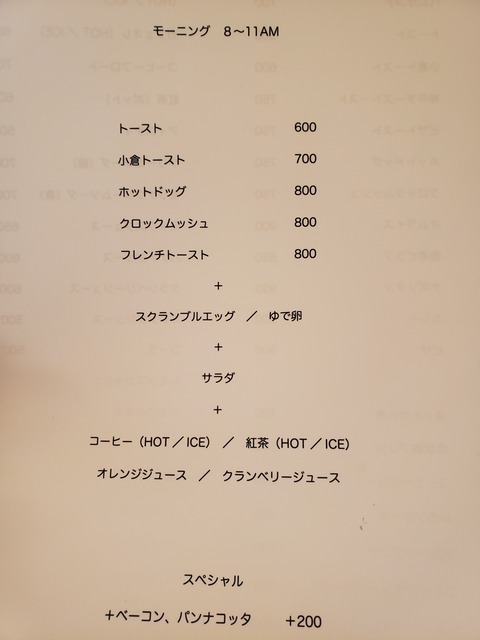 モーニング 8～11AM
トースト 600
小倉トースト 700
ホットドッグ 800
クロックムッシュ 800
フレンチトースト 800
+
スクランブルエッグ / ゆで卵
+
サラダ
+
コーヒー（HOT／ICE） / 紅茶（HOT／ICE）
オレンジジュース / クランベリージュース
スペシャル
+ベーコン、パンナコッタ +200